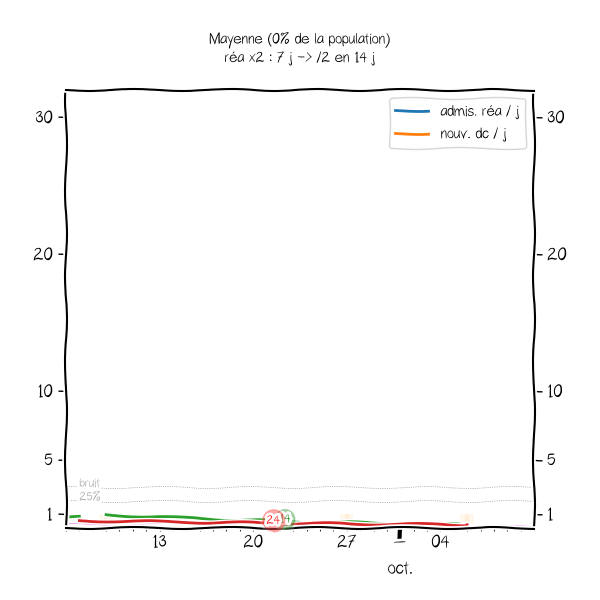 Mayenne (0% de la population)
réa x2 : 7 j -> /2 en 14 j
admis. réa / j
nouv. dc / j
30
30
20
20
10
10
5
5
bruit
25%
1
1
24
13
20
27
04
oct.